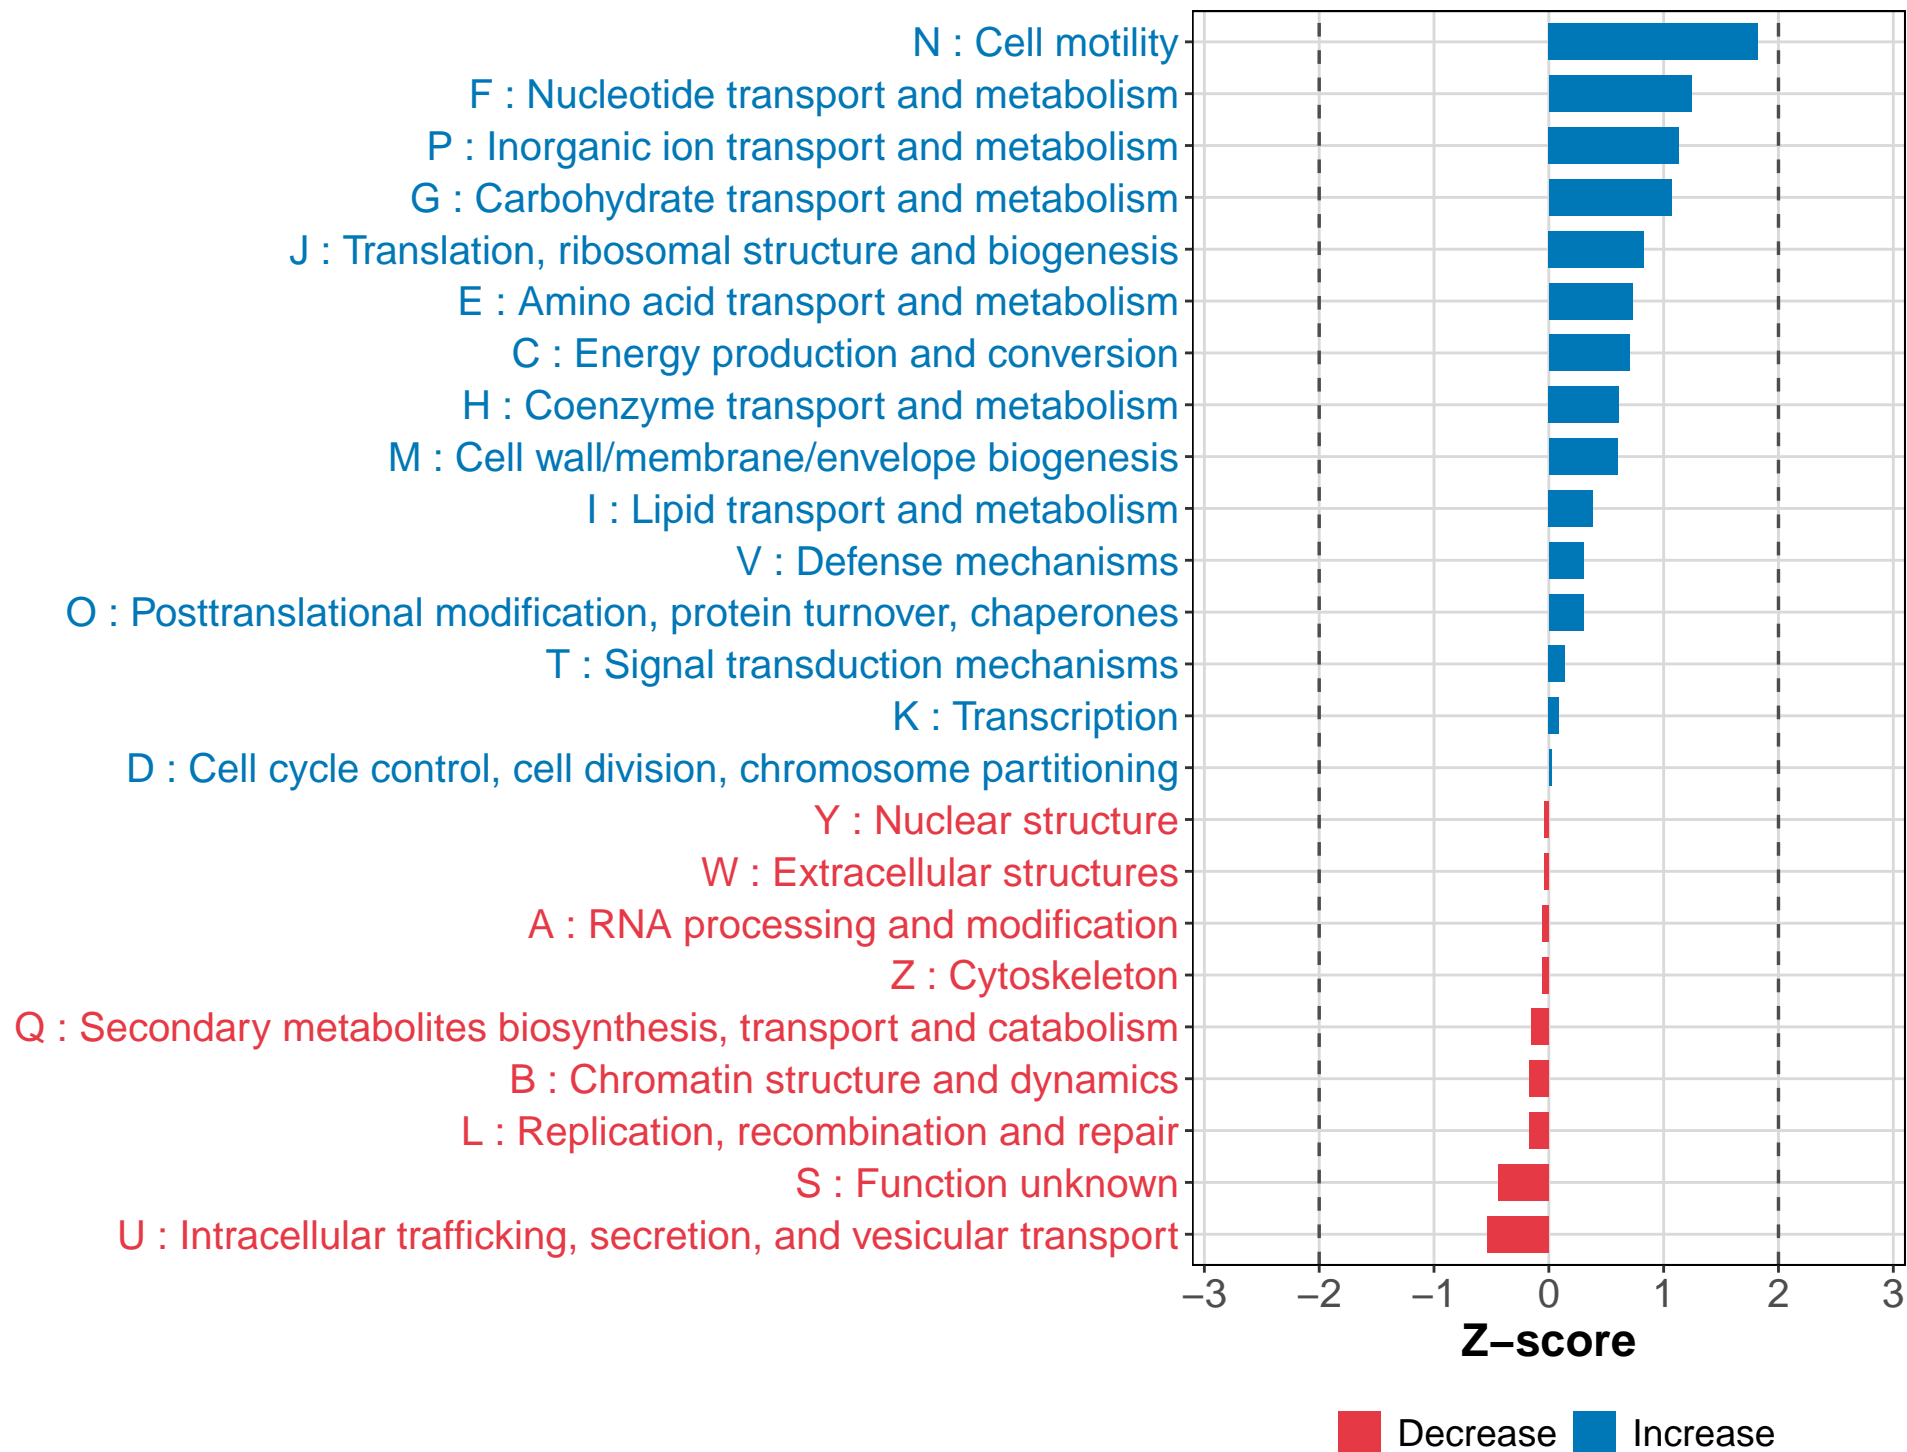 N : Cell motility
F : Nucleotide transport and metabolism
P : Inorganic ion transport and metabolism
G : Carbohydrate transport and metabolism
J : Translation, ribosomal structure and biogenesis
E : Amino acid transport and metabolism
C : Energy production and conversion
H : Coenzyme transport and metabolism
M : Cell wall/membrane/envelope biogenesis
I : Lipid transport and metabolism
V : Defense mechanisms
O : Posttranslational modification, protein turnover, chaperones
T : Signal transduction mechanisms
K : Transcription
D : Cell cycle control, cell division, chromosome partitioning
Y : Nuclear structure
W : Extracellular structures
A : RNA processing and modification
Z : Cytoskeleton
Q : Secondary metabolites biosynthesis, transport and catabolism
B : Chromatin structure and dynamics
L : Replication, recombination and repair
S : Function unknown
U : Intracellular trafficking, secretion, and vesicular transport
−3 −2 −1 0 1 2 3
Z−score
Decrease Increase